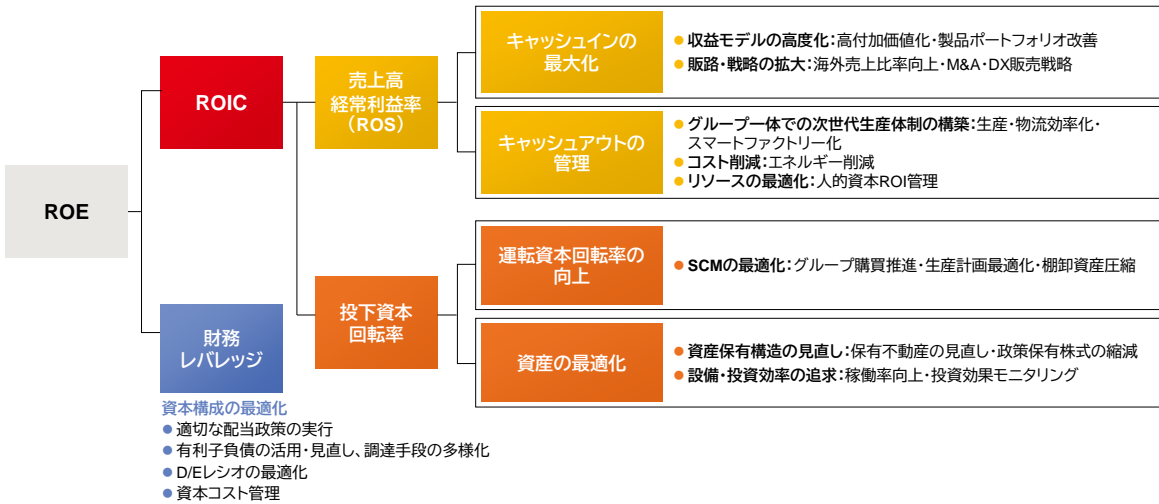 ROE
ROIC
財務
レバレッジ
資本構成の最適化
● 適切な配当政策の実行
● 有利子負債の活用・見直し、調達手段の多様化
● D/Eレシオの最適化
● 資本コスト管理
売上高
経常利益率
（ROS）
キャッシュインの
最大化
● 収益モデルの高度化：高付加価値化・製品ポートフォリオ改善
● 販路・戦略の拡大：海外売上比率向上・M&A・DX販売戦略
キャッシュアウトの
管理
● グループ一体での次世代生産体制の構築：生産・物流効率化・
スマートファクトリー化
● コスト削減：エネルギー削減
● リソースの最適化：人的資本ROI管理
投下資本
回転率
運転資本回転率の
向上
● SCMの最適化：グループ購買推進・生産計画最適化・棚卸資産圧縮
資産の最適化
● 資産保有構造の見直し：保有不動産の見直し・政策保有株式の縮減
● 設備・投資効率の追求：稼働率向上・投資効果モニタリング